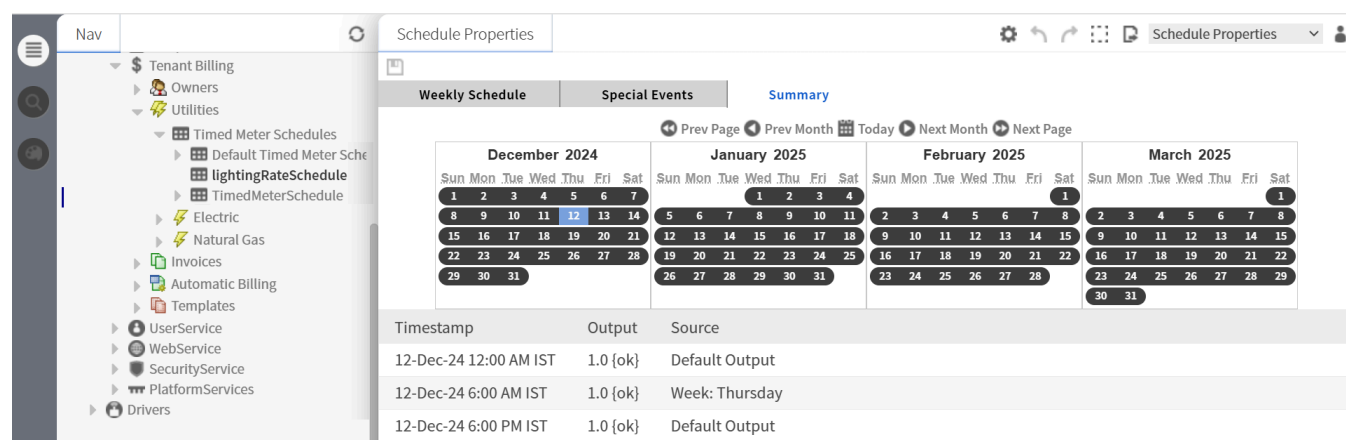 Nav
Tenant Billing
Owners
Utilities
Timed Meter Schedules
Default Timed Meter Sche
lightingRateSchedule
TimedMeterSchedule
Electric
Natural Gas
Invoices
Automatic Billing
Templates
UserService
WebService
SecurityService
PlatformServices
Drivers
Schedule Properties
Schedule Properties
Weekly Schedule Special Events Summary
Prev Page Prev Month Today Next Month Next Page
December 2024
Sun Mon Tue Wed Thu Fri Sat
1 2 3 4 5 6 7
8 9 10 11 12 13 14
15 16 17 18 19 20 21
22 23 24 25 26 27 28
29 30 31
January 2025
Sun Mon Tue Wed Thu Fri Sat
1 2 3 4
5 6 7 8 9 10 11
12 13 14 15 16 17 18
19 20 21 22 23 24 25
26 27 28 29 30 31
February 2025
Sun Mon Tue Wed Thu Fri Sat
1
2 3 4 5 6 7 8
9 10 11 12 13 14 15
16 17 18 19 20 21 22
23 24 25 26 27 28
March 2025
Sun Mon Tue Wed Thu Fri Sat
1
2 3 4 5 6 7 8
9 10 11 12 13 14 15
16 17 18 19 20 21 22
23 24 25 26 27 28 29
30 31
Timestamp Output Source
12-Dec-24 12:00 AM IST 1.0 {ok} Default Output
12-Dec-24 6:00 AM IST 1.0 {ok} Week: Thursday
12-Dec-24 6:00 PM IST 1.0 {ok} Default Output